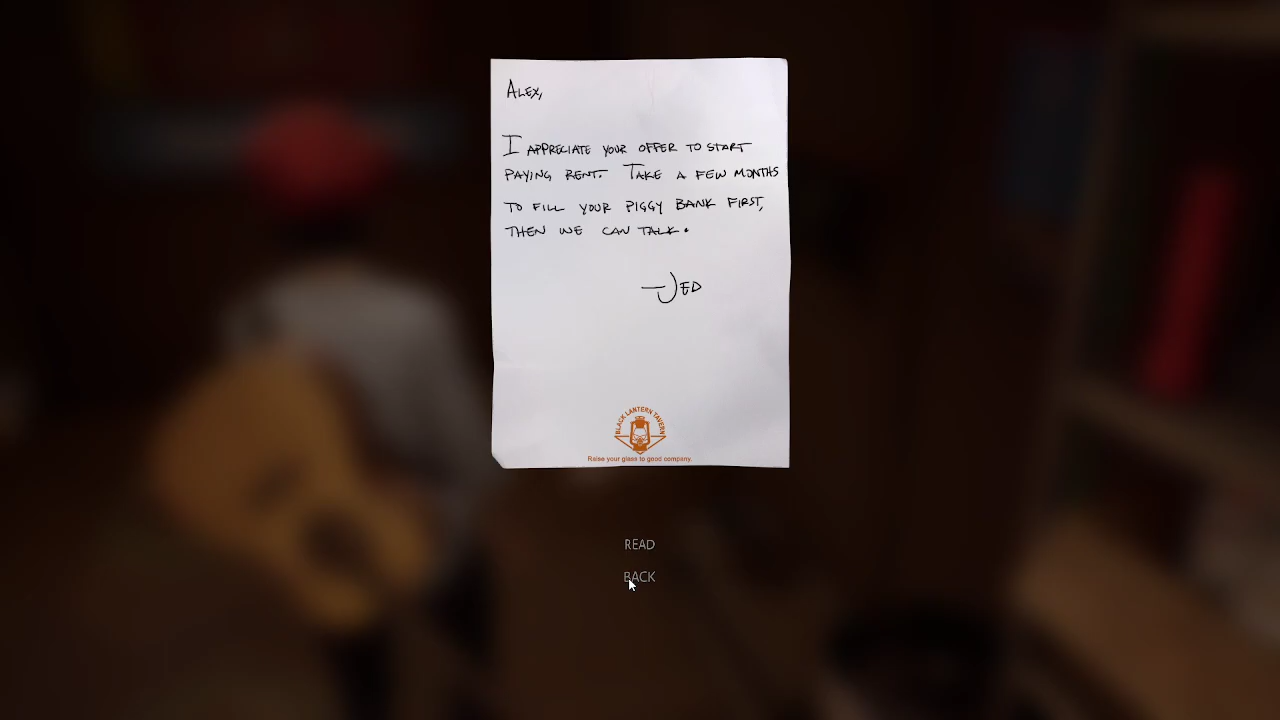 ALEX,
I APPRECIATE YOUR OFFER TO START
PAYING RENT. TAKE A FEW MONTHS
TO FILL YOUR PIGGY BANK FIRST,
THEN WE CAN TALK.
—JED
BLACK LANTERN TAVERN
Raise your glass to good company.
READ
BACK